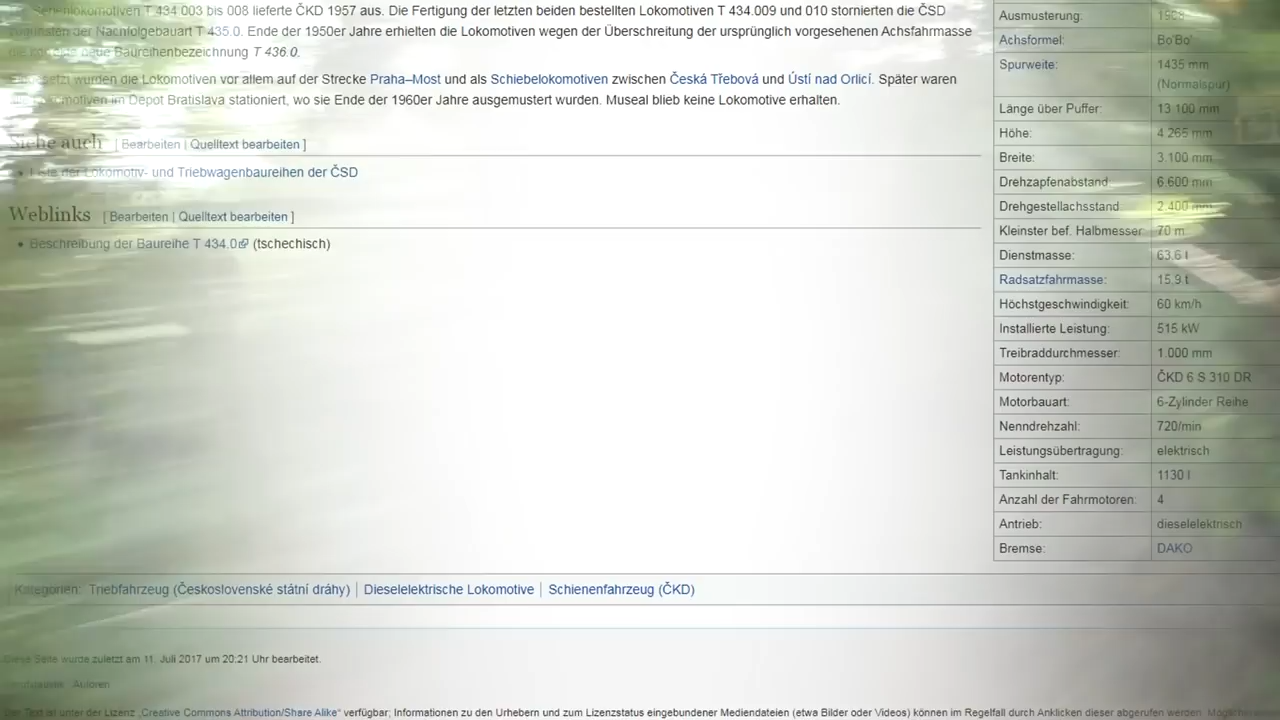 Serienlokomotiven T 434.003 bis 008 lieferte ČKD 1957 aus. Die Fertigung der letzten beiden bestellten Lokomotiven T 434.009 und 010 stornierten die ČSD
zugunsten der Nachfolgebauart T 435.0. Ende der 1950er Jahre erhielten die Lokomotiven wegen der Überschreitung der ursprünglich vorgesehenen Achsfahrmasse
neue Baureihenbezeichnung T 436.0.
wurden die Lokomotiven vor allem auf der Strecke Praha–Most und als Schiebelokomotiven zwischen Česká Třebová und Ústí nad Orlicí. Später waren
Lokomotiven im Depot Bratislava stationiert, wo sie Ende der 1960er Jahre ausgemustert wurden. Museal blieb keine Lokomotive erhalten.
Siehe auch [ Bearbeiten | Quelltext bearbeiten ]
• Liste der Lokomotiv- und Triebwagenbaureihen der ČSD
Weblinks [ Bearbeiten | Quelltext bearbeiten ]
• Beschreibung der Baureihe T 434.0 (tschechisch)
Ausmusterung:
Achsformel: Bo'Bo'
Spurweite: 1435 mm
(Normalspur)
Länge über Puffer: 13 100 mm
Höhe: 4 265 mm
Breite: 3.100 mm
Drehzapfenabstand 6.600 mm
Drehgestellachsstand: 2.400 mm
Kleinster bef. Halbmesser 70 m
Dienstmasse: 63,6 t
Radsatzfahrmasse: 15,9 t
Höchstgeschwindigkeit: 60 km/h
Installierte Leistung: 515 kW
Treibraddurchmesser: 1.000 mm
Motorentyp: ČKD 6 S 310 DR
Motorbauart: 6-Zylinder Reihe
Nenndrehzahl: 720/min
Leistungsübertragung: elektrisch
Tankinhalt: 1130 l
Anzahl der Fahrmotoren: 4
Antrieb: dieselelektrisch
Bremse: DAKO
Kategorien: Triebfahrzeug (Československé státní dráhy) | Dieselelektrische Lokomotive | Schienenfahrzeug (ČKD)
Diese Seite wurde zuletzt am 11. Juli 2017 um 20:21 Uhr bearbeitet.
Autoren
Der Text ist unter der Lizenz „Creative Commons Attribution/Share Alike“ verfügbar; Informationen zu den Urhebern und zum Lizenzstatus eingebundener Mediendateien (etwa Bilder oder Videos) können im Regelfall durch Anklicken dieser abgerufen werden.